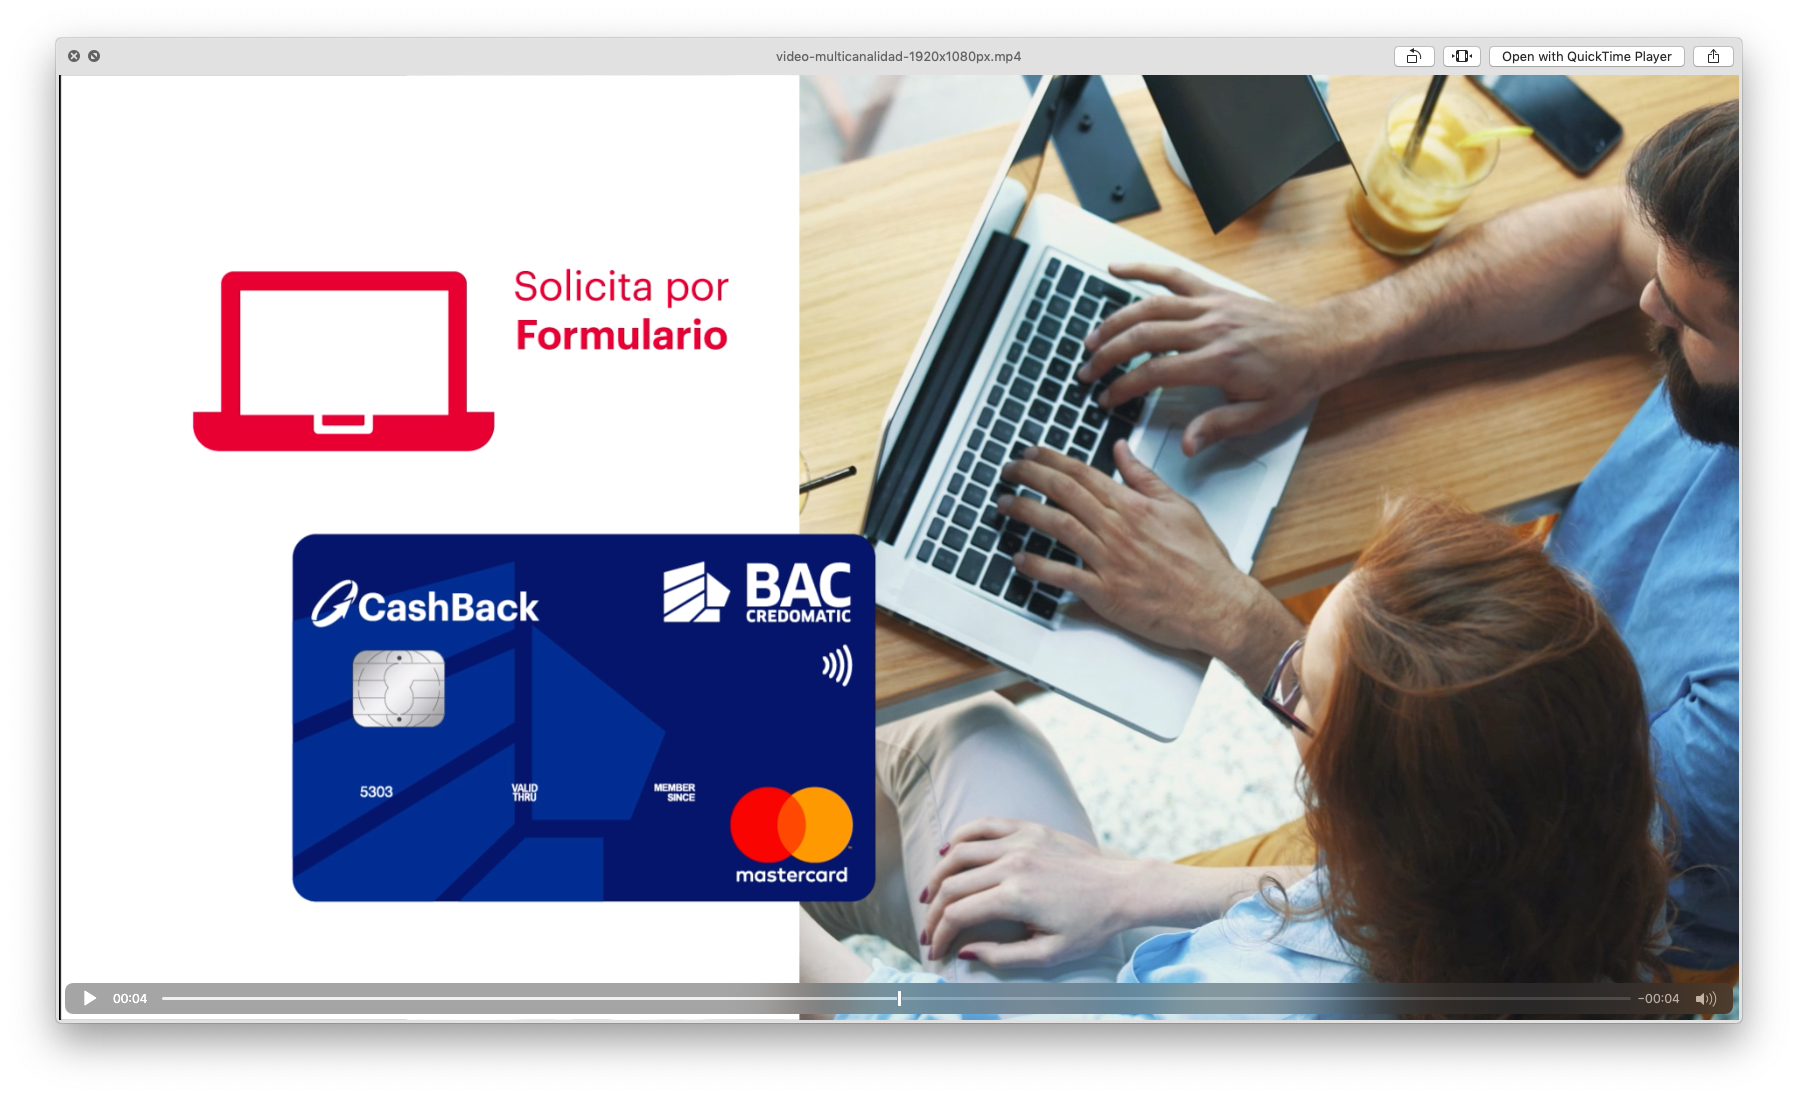 video-multicanalidad-1920x1080px.mp4
Open with QuickTime Player
Solicita por
Formulario
CashBack
BAC
CREDOMATIC
5303
VALID
THRU
MEMBER
SINCE
mastercard
00:04
-00:04